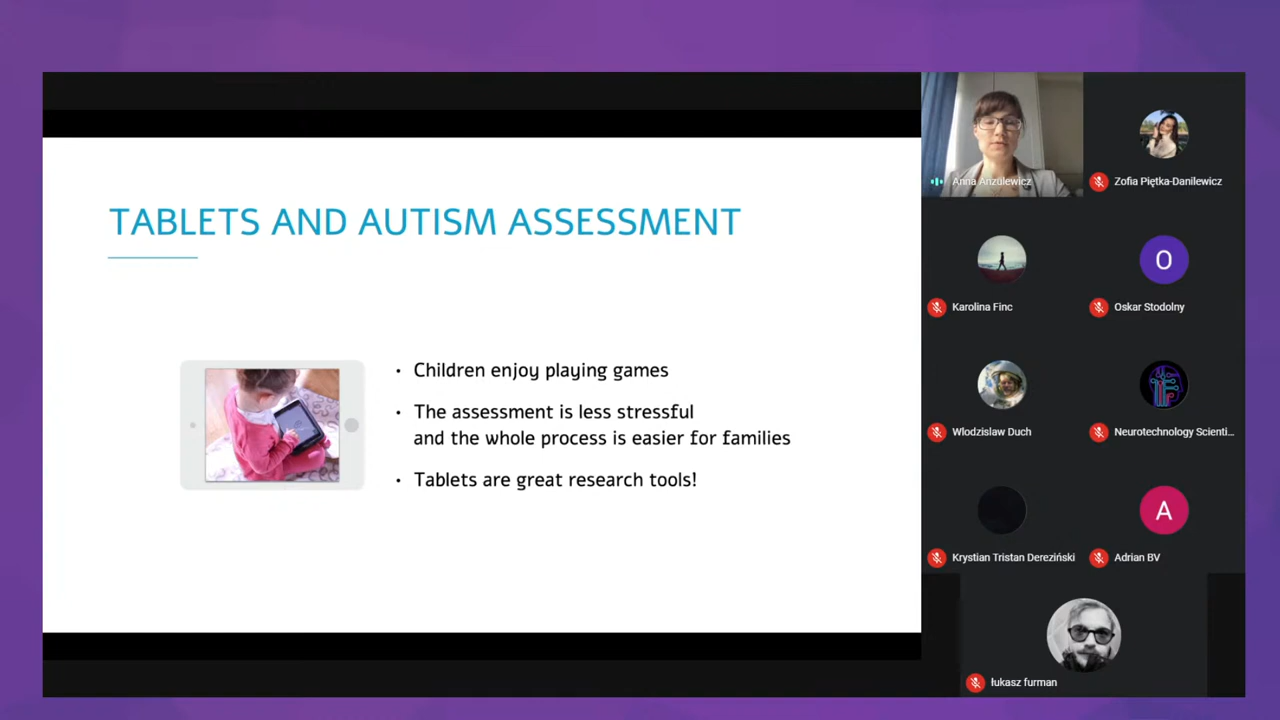 TABLETS AND AUTISM ASSESSMENT
• Children enjoy playing games
• The assessment is less stressful
and the whole process is easier for families
• Tablets are great research tools!
Anna Anzulewicz
Zofia Piętka-Danilewicz
Karolina Finc
O
Oskar Stodolny
Wlodzislaw Duch
Neurotechnology Scienti...
Krystian Tristan Dereziński
A
Adrian BV
łukasz furman